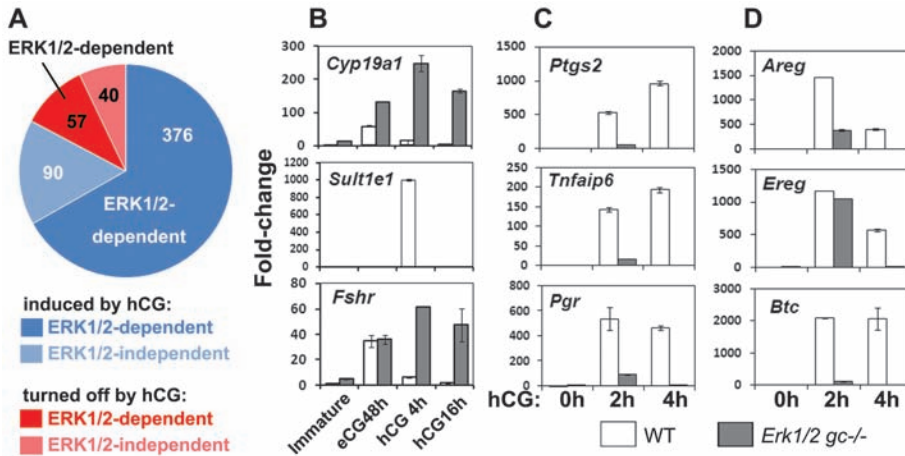 A
ERK1/2-dependent
40
57
376
90
ERK1/2-
dependent
induced by hCG:
ERK1/2-dependent
ERK1/2-independent
turned off by hCG:
ERK1/2-dependent
ERK1/2-independent
B
Fold-change
300
Cyp19a1
200
100
0
1200
1000
Sult1e1
800
600
400
200
0
80
Fshr
60
40
20
0
Immature
eCG48h
hCG 4h
hCG16h
C
1500
Ptgs2
1000
500
0
250
200
Tnfaip6
150
100
50
0
800
Pgr
600
400
200
0
hCG: 0h 2h 4h
D
2000
Areg
1500
1000
500
0
1500
Ereg
1000
500
0
3000
Btc
2000
1000
0
0h 2h 4h
WT
Erk1/2 gc-/-